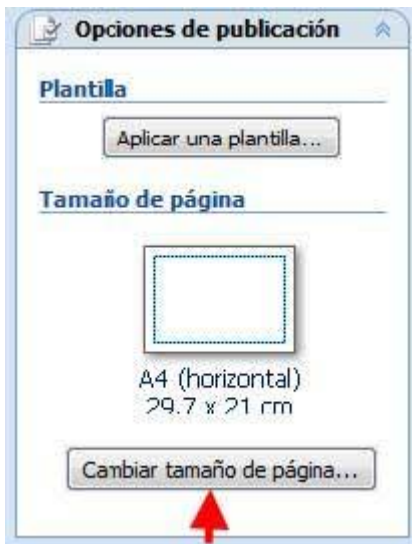 Opciones de publicación
Plantilla
Aplicar una plantilla...
Tamaño de página
A4 (horizontal)
29.7 x 21 cm
Cambiar tamaño de página...